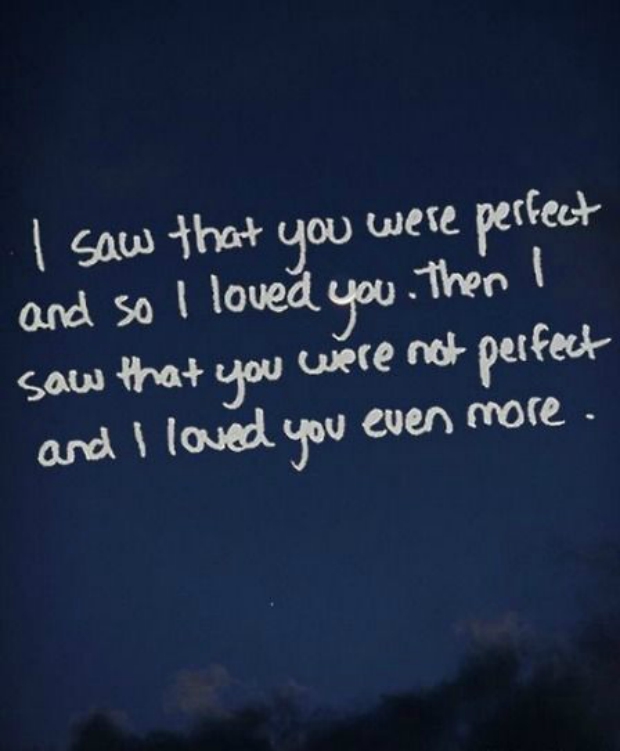 I saw that you were perfect
and so I loved you. Then I
saw that you were not perfect
and I loved you even more.